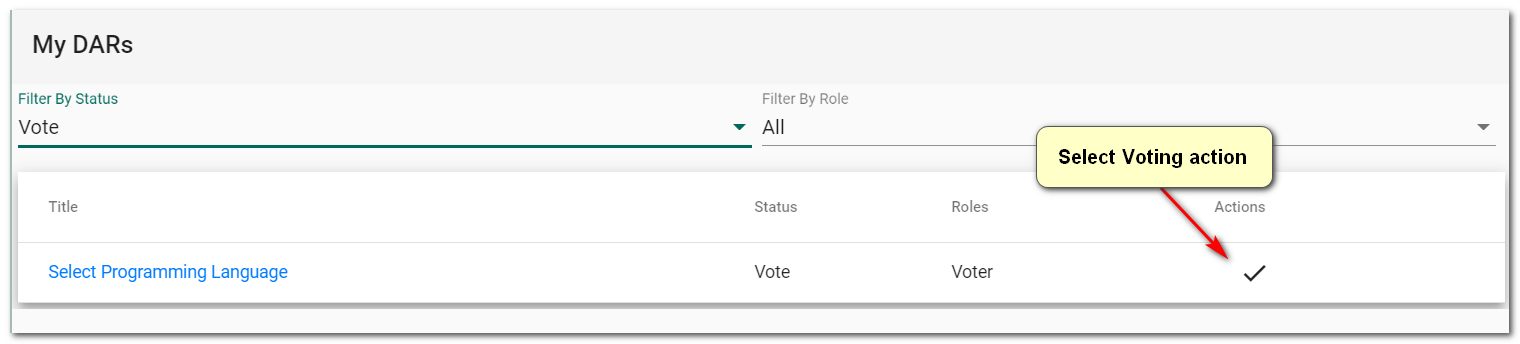 My DARs
Filter By Status
Filter By Role
Vote
All
Select Voting action
Title
Status
Roles
Actions
Select Programming Language
Vote
Voter